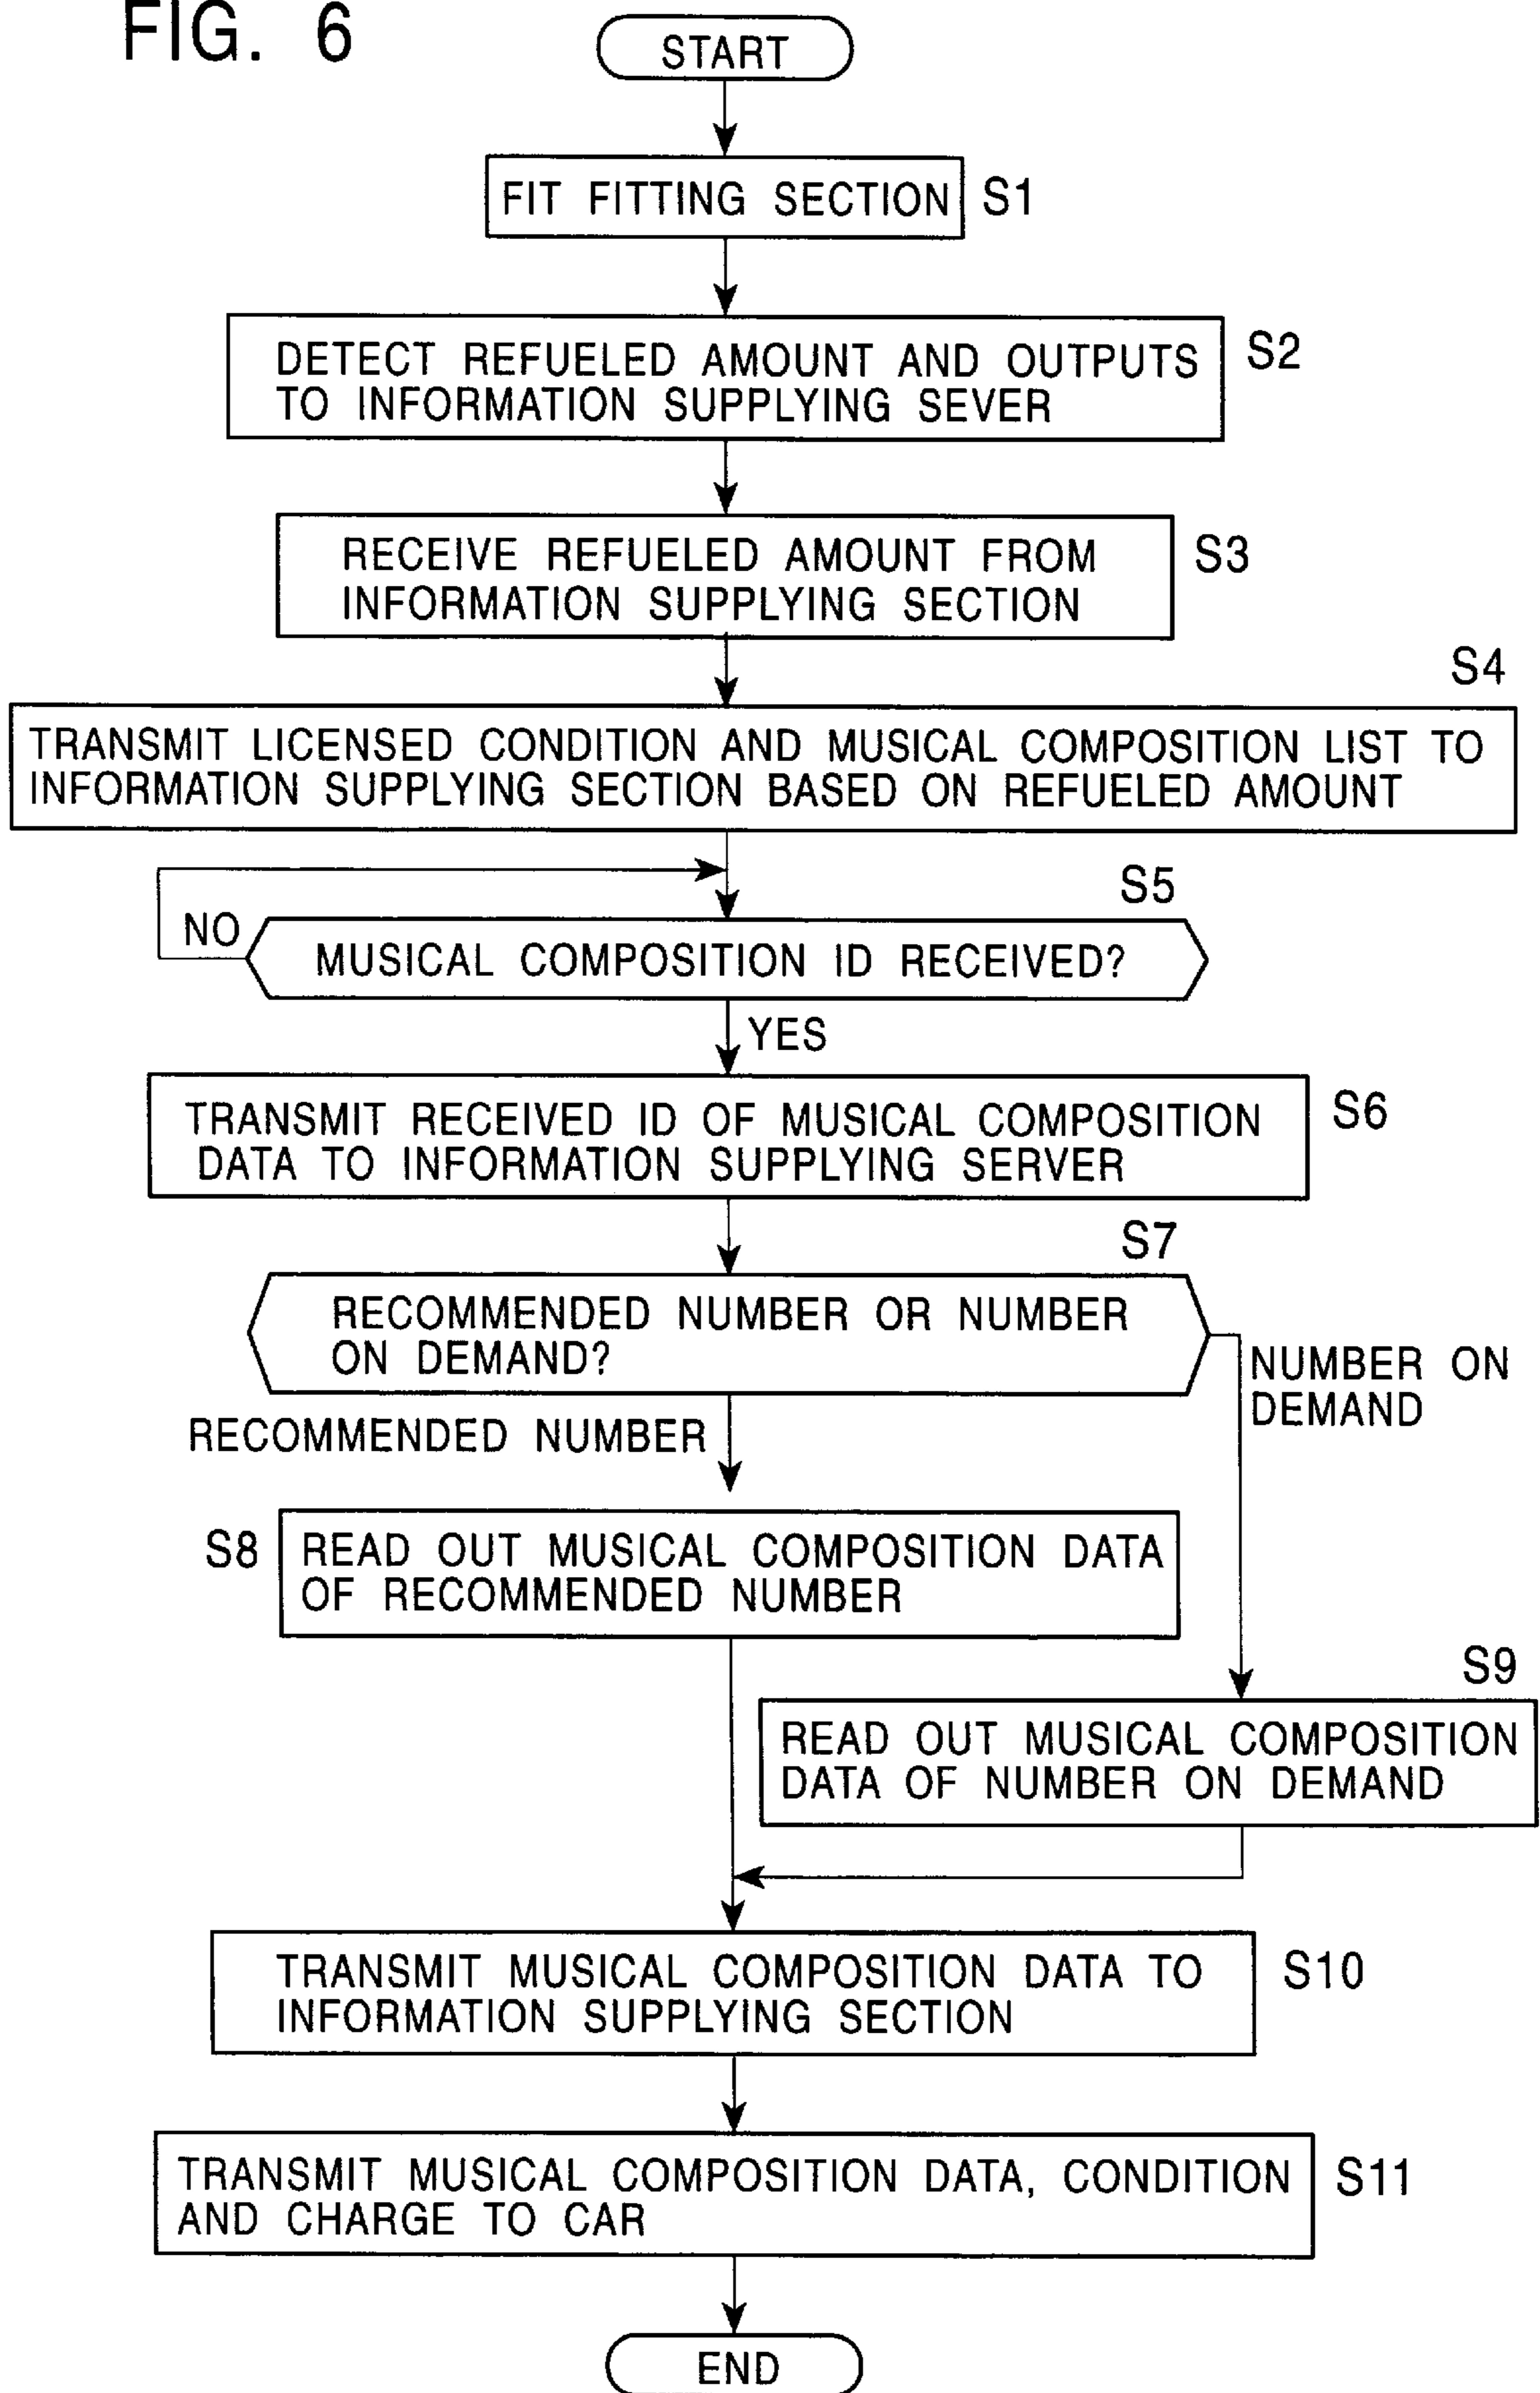 FIG. 6
START
FIT FITTING SECTION
S1
DETECT REFUELED AMOUNT AND OUTPUTS
TO INFORMATION SUPPLYING SEVER
S2
RECEIVE REFUELED AMOUNT FROM
INFORMATION SUPPLYING SECTION
S3
S4
TRANSMIT LICENSED CONDITION AND MUSICAL COMPOSITION LIST TO
INFORMATION SUPPLYING SECTION BASED ON REFUELED AMOUNT
S5
NO
MUSICAL COMPOSITION ID RECEIVED?
YES
TRANSMIT RECEIVED ID OF MUSICAL COMPOSITION
DATA TO INFORMATION SUPPLYING SERVER
S6
S7
RECOMMENDED NUMBER OR NUMBER
ON DEMAND?
NUMBER ON
DEMAND
RECOMMENDED NUMBER
S8
READ OUT MUSICAL COMPOSITION DATA
OF RECOMMENDED NUMBER
S9
READ OUT MUSICAL COMPOSITION
DATA OF NUMBER ON DEMAND
TRANSMIT MUSICAL COMPOSITION DATA TO
INFORMATION SUPPLYING SECTION
S10
TRANSMIT MUSICAL COMPOSITION DATA, CONDITION
AND CHARGE TO CAR
S11
END